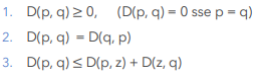 1. D(p, q) ≥ 0, (D(p, q) = 0 sse p = q)
2. D(p, q) = D(q, p)
3. D(p, q) ≤ D(p, z) + D(z, q)